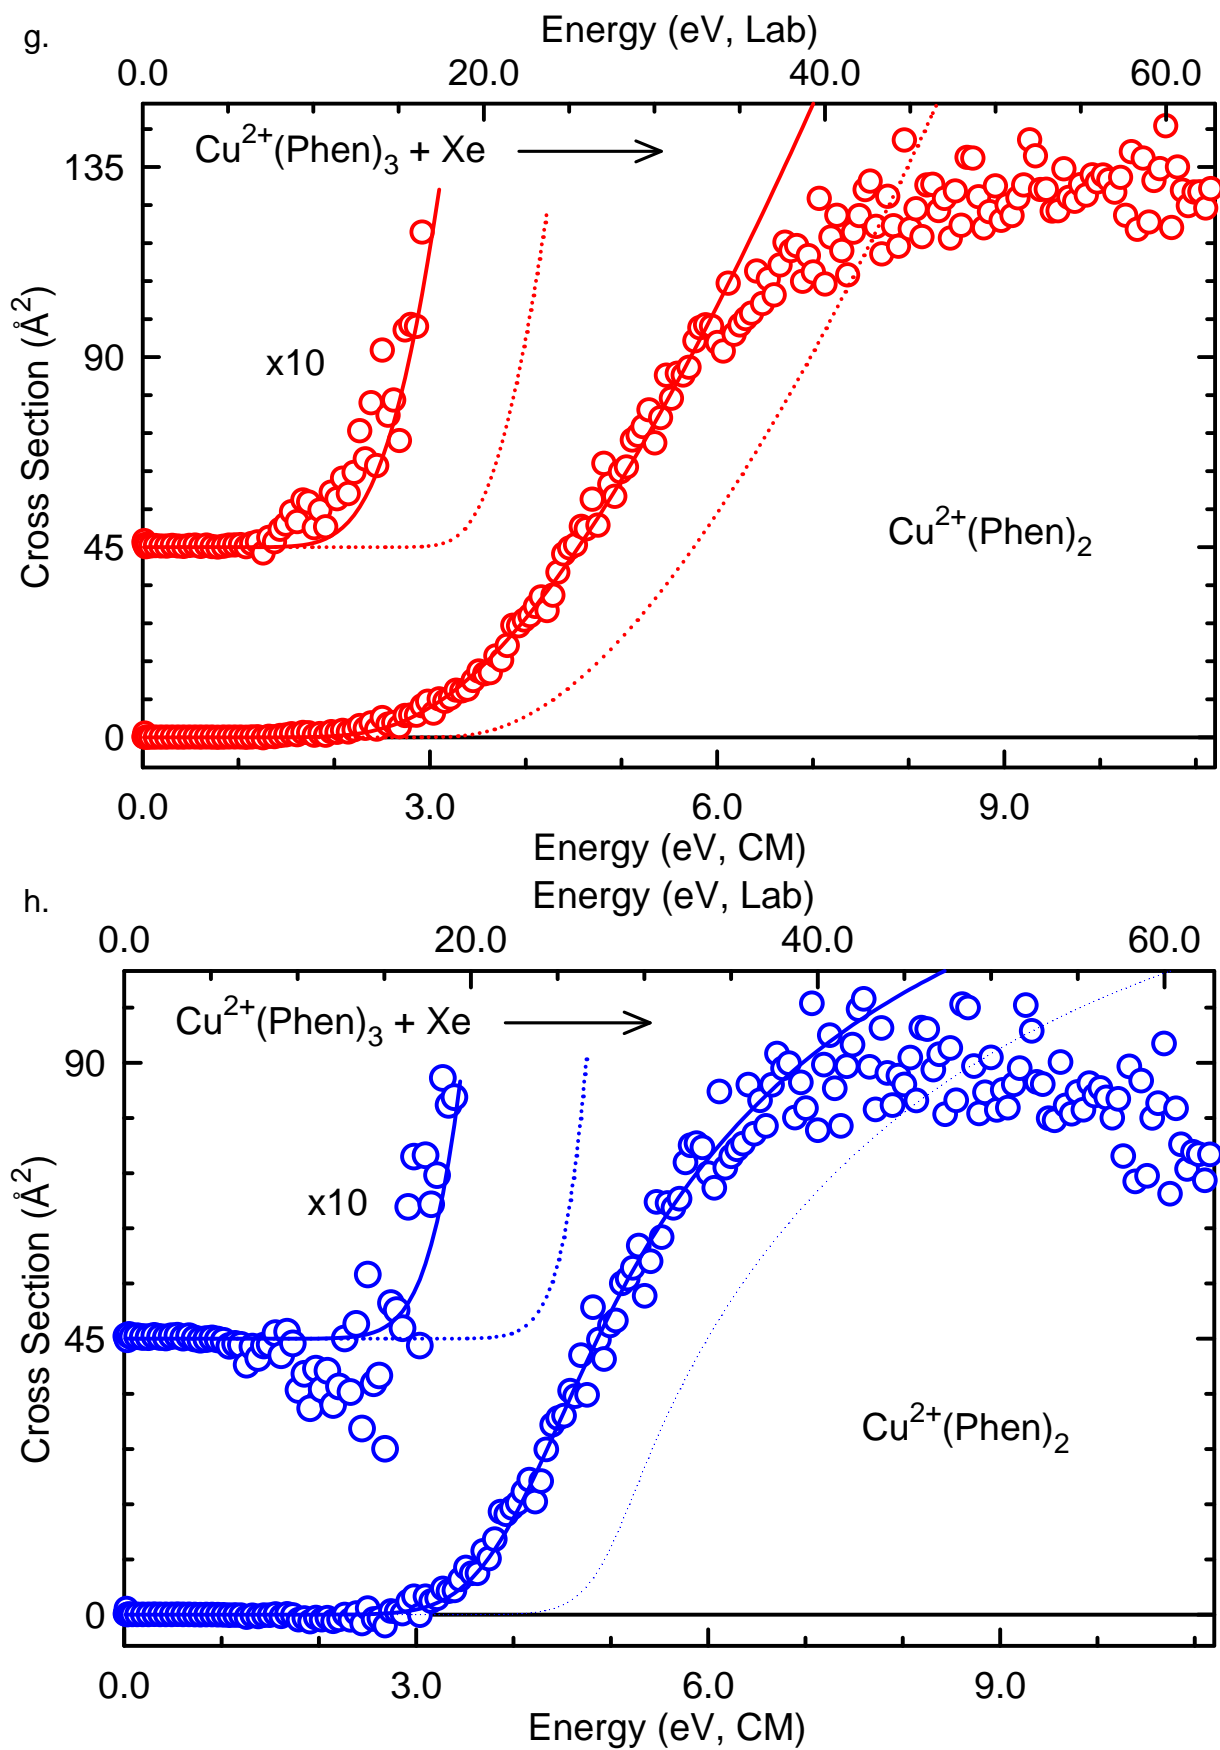 g.
Energy (eV, Lab)
0.0 20.0 40.0 60.0
Cu²⁺(Phen)₃ + Xe
135
x10
90
Cross Section (Å²)
45
Cu²⁺(Phen)₂
0
0.0 3.0 6.0 9.0
Energy (eV, CM)
h.
Energy (eV, Lab)
0.0 20.0 40.0 60.0
Cu²⁺(Phen)₃ + Xe
90
x10
Cross Section (Å²)
45
Cu²⁺(Phen)₂
0
0.0 3.0 6.0 9.0
Energy (eV, CM)